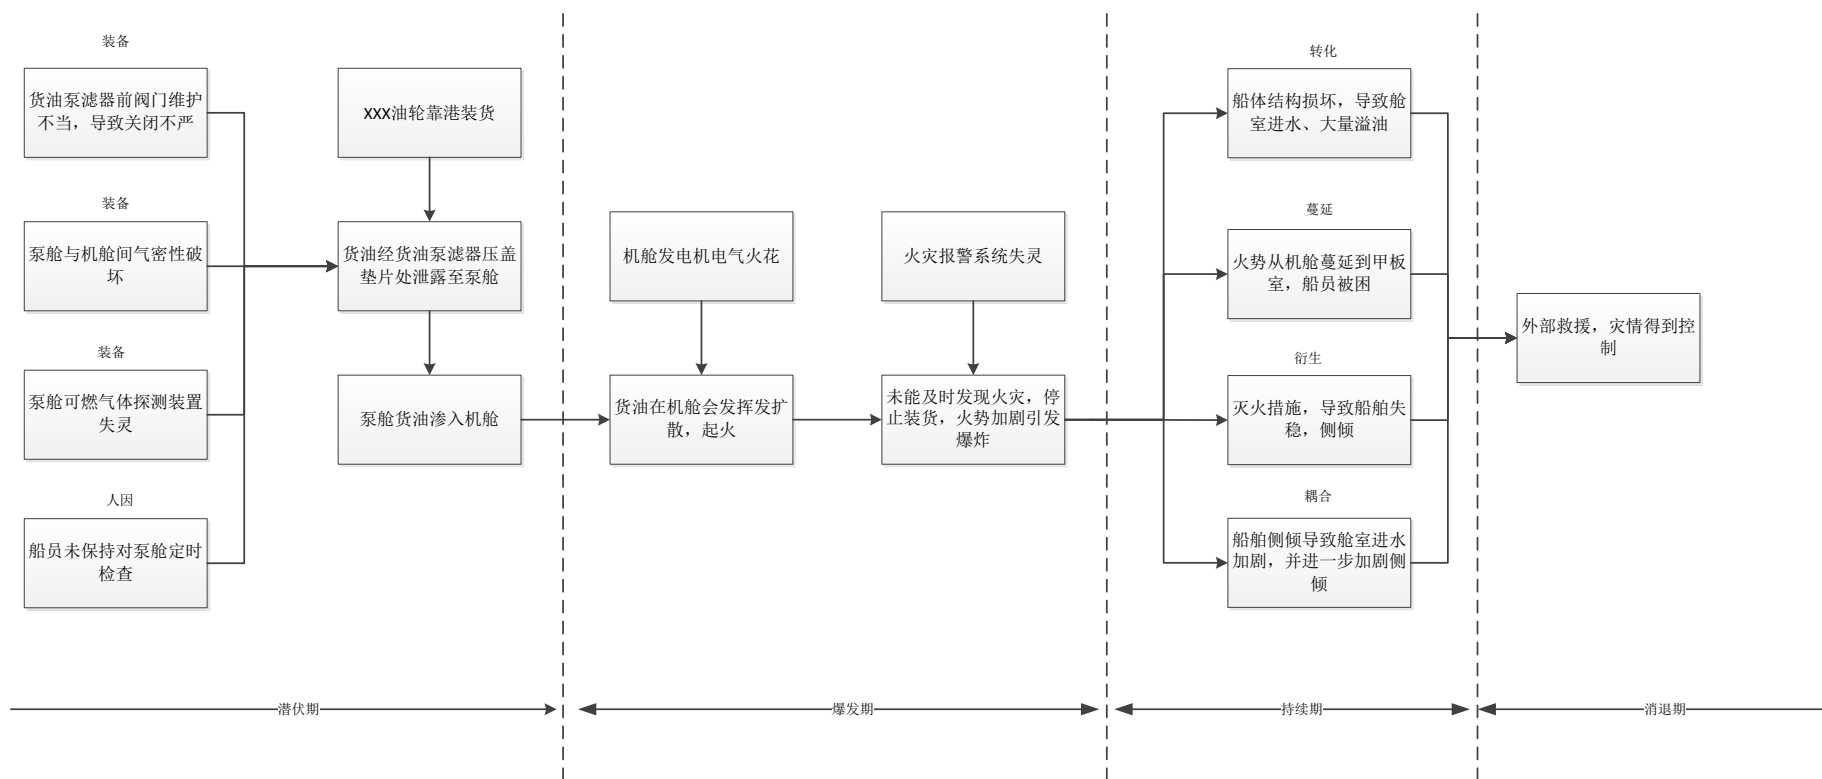 装备
货油泵滤器前阀门维护
不当，导致关闭不严
装备
泵舱与机舱间气密性破
坏
装备
泵舱可燃气体探测装置
失灵
人因
船员未保持对泵舱定时
检查
XXX油轮靠港装货
货油经货油泵滤器压盖
垫片处泄露至泵舱
泵舱货油渗入机舱
机舱发电机电气火花
货油在机舱会发挥发扩
散，起火
火灾报警系统失灵
未能及时发现火灾，停
止装货，火势加剧引发
爆炸
转化
船体结构损坏，导致舱
室进水、大量溢油
蔓延
火势从机舱蔓延到甲板
室，船员被困
衍生
灭火措施，导致船舶失
稳，侧倾
耦合
船舶侧倾导致舱室进水
加剧，并进一步加剧侧
倾
外部救援，灾情得到控
制
潜伏期
爆发期
持续期
消退期